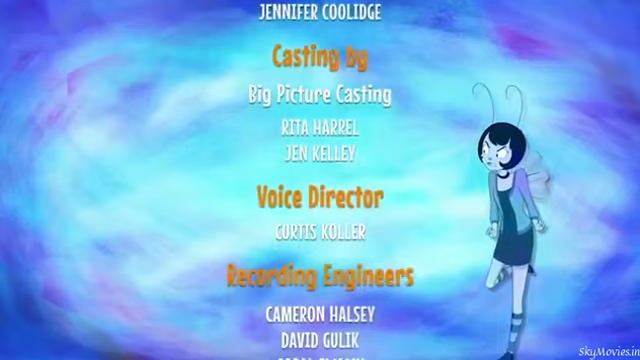 JENNIFER COOLIDGE
Casting by
Big Picture Casting
RITA HARREL
JEN KELLEY
Voice Director
CURTIS KOLLER
Recording Engineers
CAMERON HALSEY
DAVID GULIK
SkyMovies.in